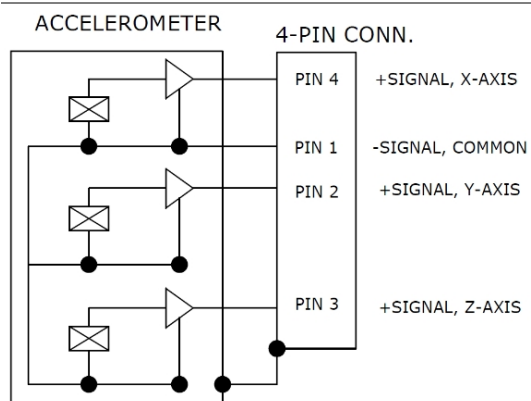 ACCELEROMETER
4-PIN CONN.
PIN 4 +SIGNAL, X-AXIS
PIN 1 -SIGNAL, COMMON
PIN 2 +SIGNAL, Y-AXIS
PIN 3 +SIGNAL, Z-AXIS